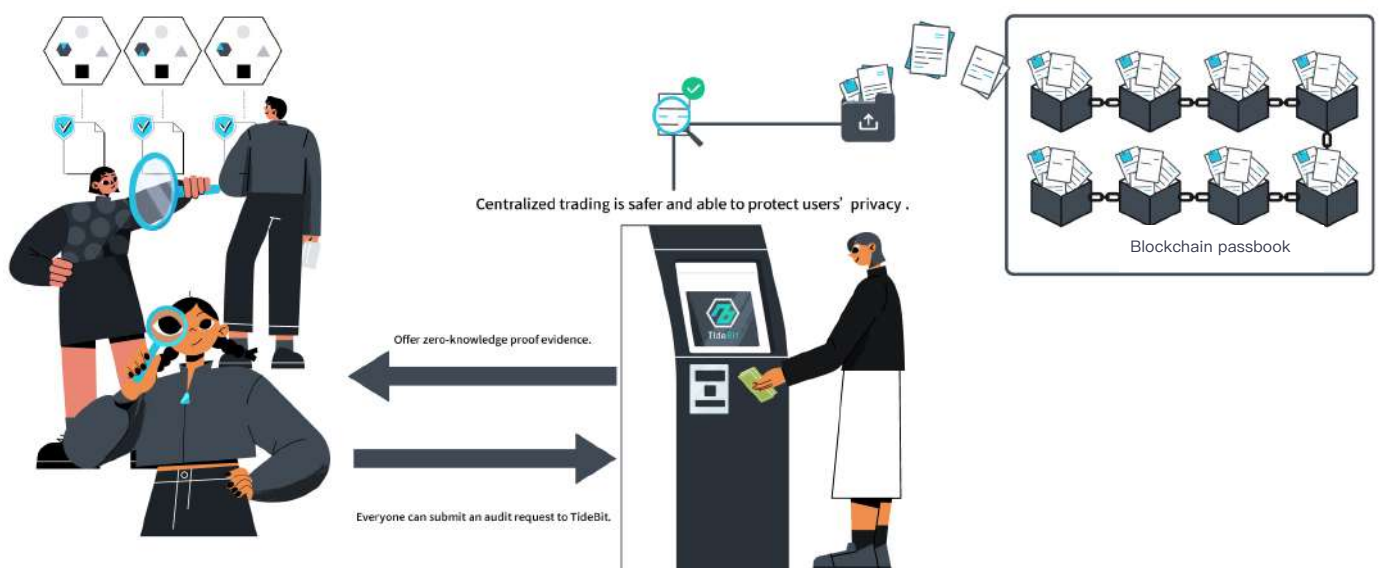 Centralized trading is safer and able to protect users' privacy .
Blockchain passbook
TideBit
Offer zero-knowledge proof evidence.
Everyone can submit an audit request to TideBit.